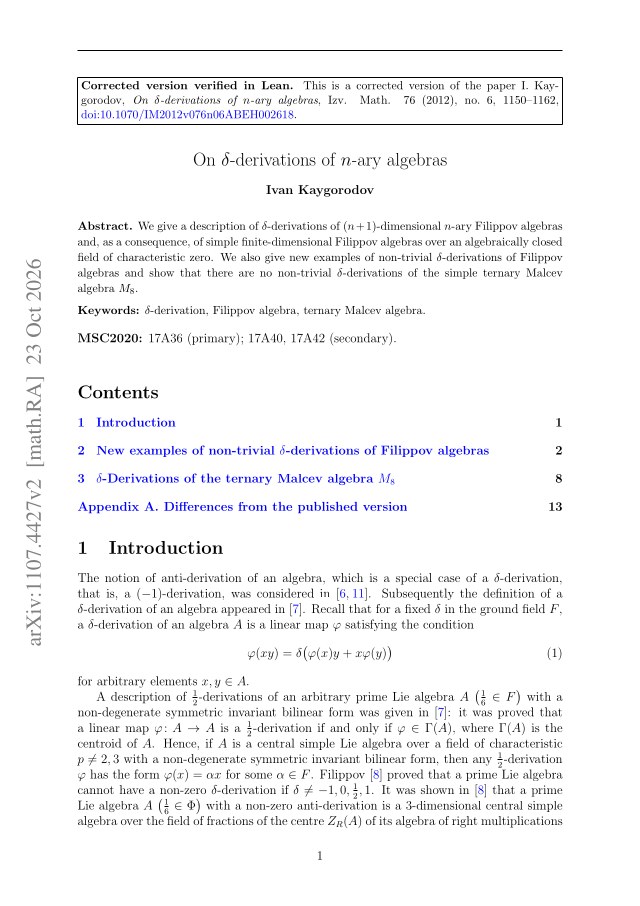 Corrected version verified in Lean. This is a corrected version of the paper I. Kay-
gorodov, On δ-derivations of n-ary algebras, Izv. Math. 76 (2012), no. 6, 1150–1162,
doi:10.1070/IM2012v076n06ABEH002618.
On δ-derivations of n-ary algebras
Ivan Kaygorodov
Abstract. We give a description of δ-derivations of (n+1)-dimensional n-ary Filippov algebras
and, as a consequence, of simple finite-dimensional Filippov algebras over an algebraically closed
field of characteristic zero. We also give new examples of non-trivial δ-derivations of Filippov
algebras and show that there are no non-trivial δ-derivations of the simple ternary Malcev
algebra M₈.
Keywords: δ-derivation, Filippov algebra, ternary Malcev algebra.
MSC2020: 17A36 (primary); 17A40, 17A42 (secondary).
Contents
1 Introduction 1
2 New examples of non-trivial δ-derivations of Filippov algebras 2
3 δ-Derivations of the ternary Malcev algebra M₈ 8
Appendix A. Differences from the published version 13
1 Introduction
The notion of anti-derivation of an algebra, which is a special case of a δ-derivation,
that is, a (−1)-derivation, was considered in [6, 11]. Subsequently the definition of a
δ-derivation of an algebra appeared in [7]. Recall that for a fixed δ in the ground field F,
a δ-derivation of an algebra A is a linear map φ satisfying the condition
φ(xy) = δ(φ(x)y + xφ(y)) (1)
for arbitrary elements x, y ∈ A.
A description of ½-derivations of an arbitrary prime Lie algebra A (⅙ ∈ F) with a
non-degenerate symmetric invariant bilinear form was given in [7]: it was proved that
a linear map φ: A → A is a ½-derivation if and only if φ ∈ Γ(A), where Γ(A) is the
centroid of A. Hence, if A is a central simple Lie algebra over a field of characteristic
p ≠ 2, 3 with a non-degenerate symmetric invariant bilinear form, then any ½-derivation
φ has the form φ(x) = αx for some α ∈ F. Filippov [8] proved that a prime Lie algebra
cannot have a non-zero δ-derivation if δ ≠ −1, 0, ½, 1. It was shown in [8] that a prime
Lie algebra A (⅙ ∈ Φ) with a non-zero anti-derivation is a 3-dimensional central simple
algebra over the field of fractions of the centre Z_R(A) of its algebra of right multiplications
1
arXiv:1107.4427v2 [math.RA] 23 Oct 2026